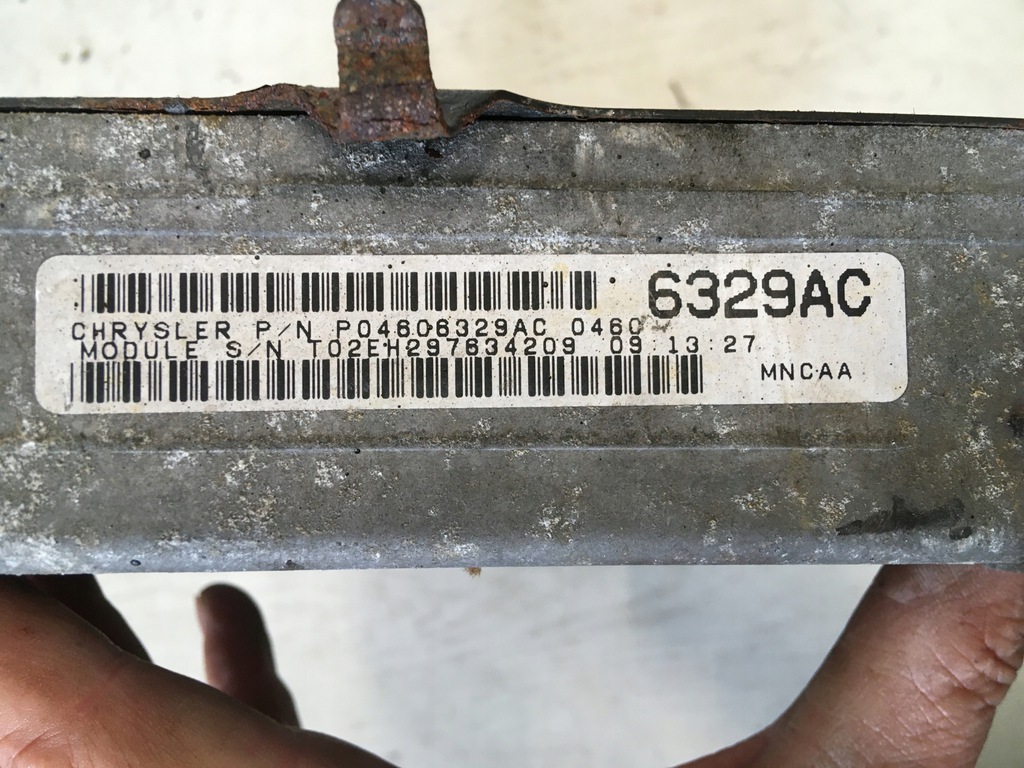 6329AC
CHRYSLER P/N P04606329AC 0460
MODULE S/N T02EH297634209 09:13:27
MNCAA